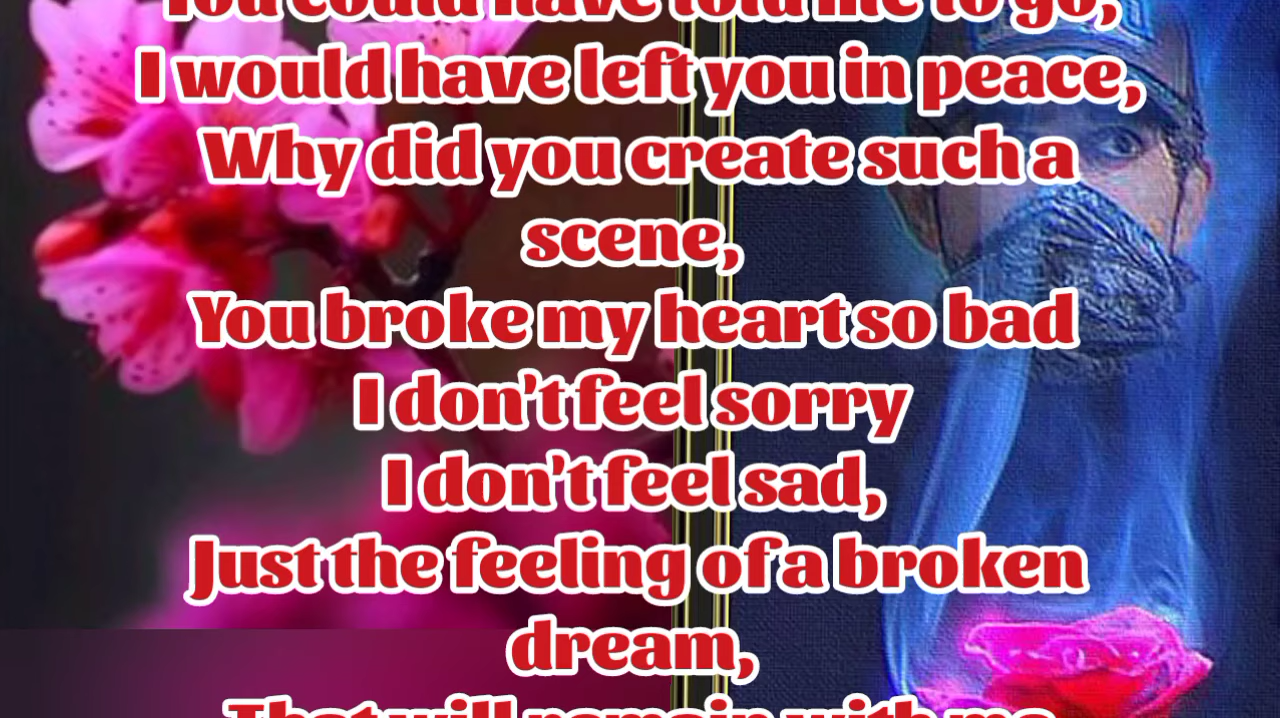 You could have told me to go,
I would have left you in peace,
Why did you create such a
scene,
You broke my heart so bad
I don't feel sorry
I don't feel sad,
Just the feeling of a broken
dream,
That will remain with me